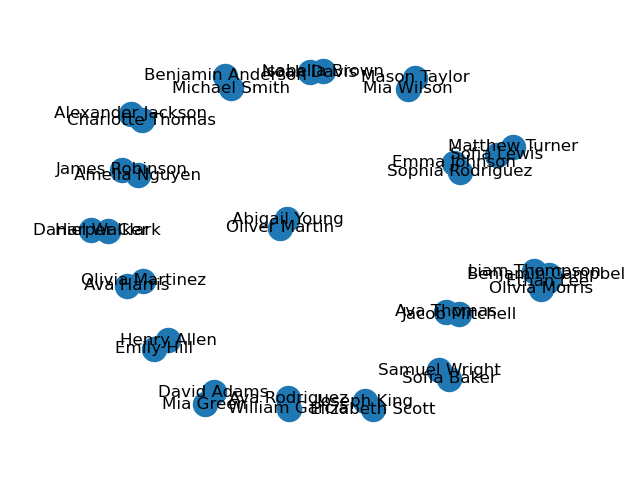 Isabella Brown
Noah Davis
Benjamin Anderson
Mason Taylor
Michael Smith
Mia Wilson
Alexander Jackson
Charlotte Thomas
Matthew Turner
Sofia Lewis
Emma Johnson
James Robinson
Sophia Rodriguez
Amelia Nguyen
Abigail Young
Oliver Martin
Daniel Walker
Harper Clark
Liam Thompson
Benjamin Campbell
Olivia Martinez
Ethan Lee
Ava Harris
Olivia Morris
Ava Thomas
Jacob Mitchell
Henry Allen
Emily Hill
Samuel Wright
Sofia Baker
David Adams
Ava Rodriguez
Joseph King
Mia Green
William Garcia
Elizabeth Scott